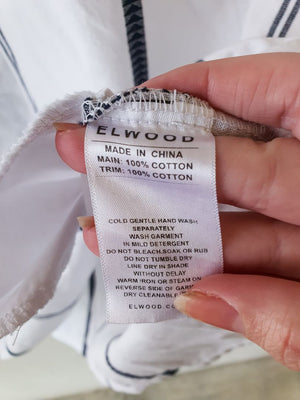 ELWOOD
MADE IN CHINA
MAIN: 100% COTTON
TRIM: 100% COTTON
COLD GENTLE HAND WASH
SEPARATELY
WASH GARMENT
IN MILD DETERGENT
DO NOT BLEACH.SOAK OR RUB
DO NOT TUMBLE DRY
LINE DRY IN SHADE
WITHOUT DELAY
WARM IRON OR STEAM ON
REVERSE SIDE OF
DRY CLEANABLE
ELWOOD.CO